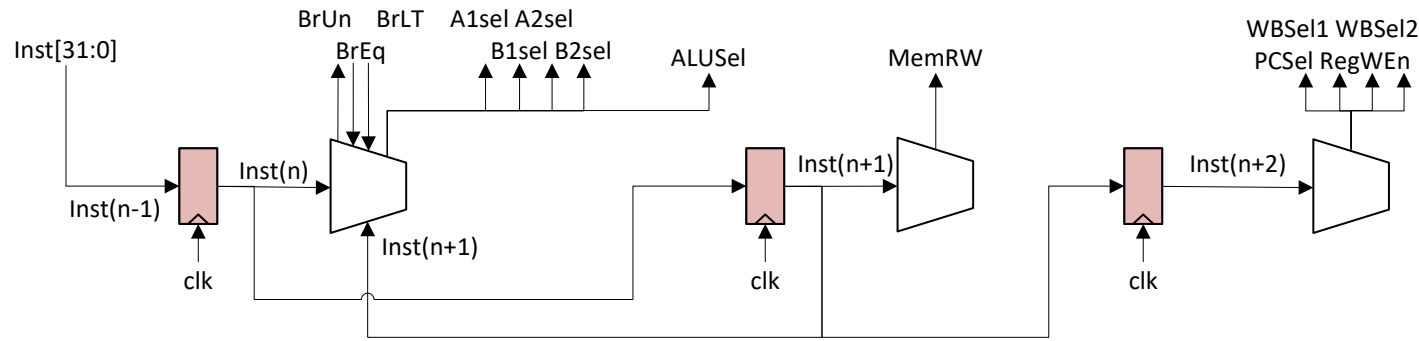 BrUn BrLT A1sel A2sel
WBSel1 WBSel2
Inst[31:0]
BrEq B1sel B2sel ALUSel MemRW PCSel RegWEn
Inst(n) Inst(n+1) Inst(n+2)
Inst(n-1)
Inst(n+1)
clk clk clk